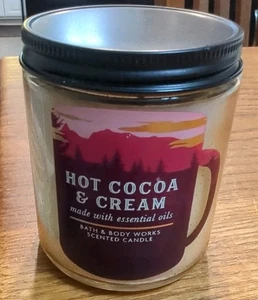 HOT COCOA
& CREAM
made with essential oils
BATH & BODY WORKS
SCENTED CANDLE